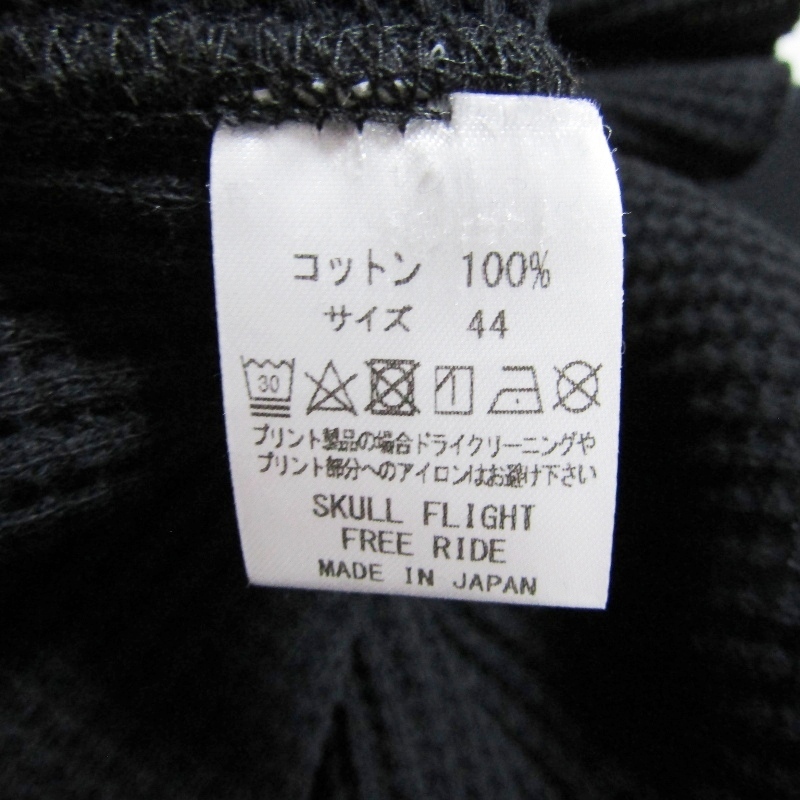 コットン 100%
サイズ 44
30
プリント製品の場合ドライクリーニングや
プリント部分へのアイロンはお避け下さい
SKULL FLIGHT
FREE RIDE
MADE IN JAPAN